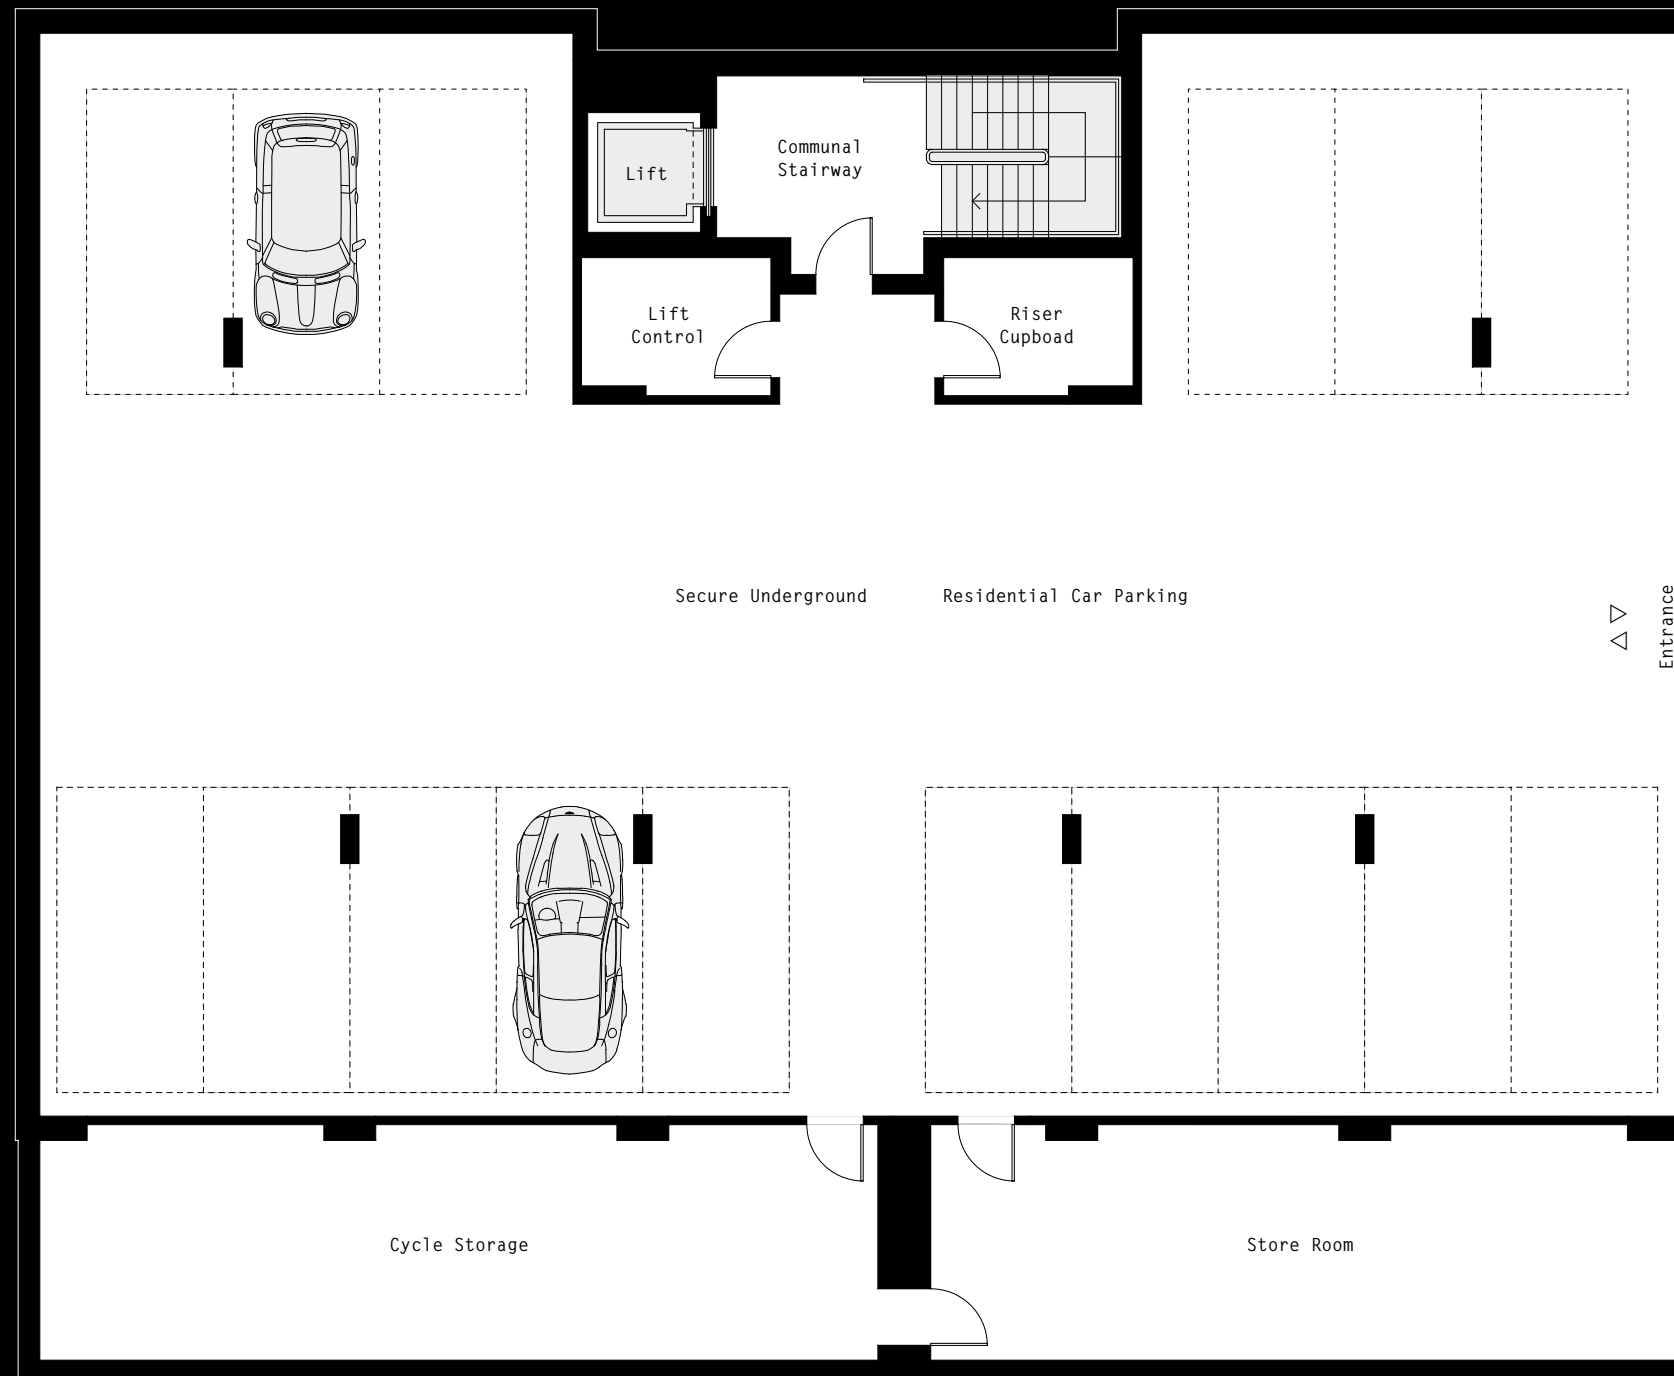 Communal
Stairway
Lift
Lift
Control
Riser
Cupboad
Secure Underground
Residential Car Parking
Entrance
Cycle Storage
Store Room